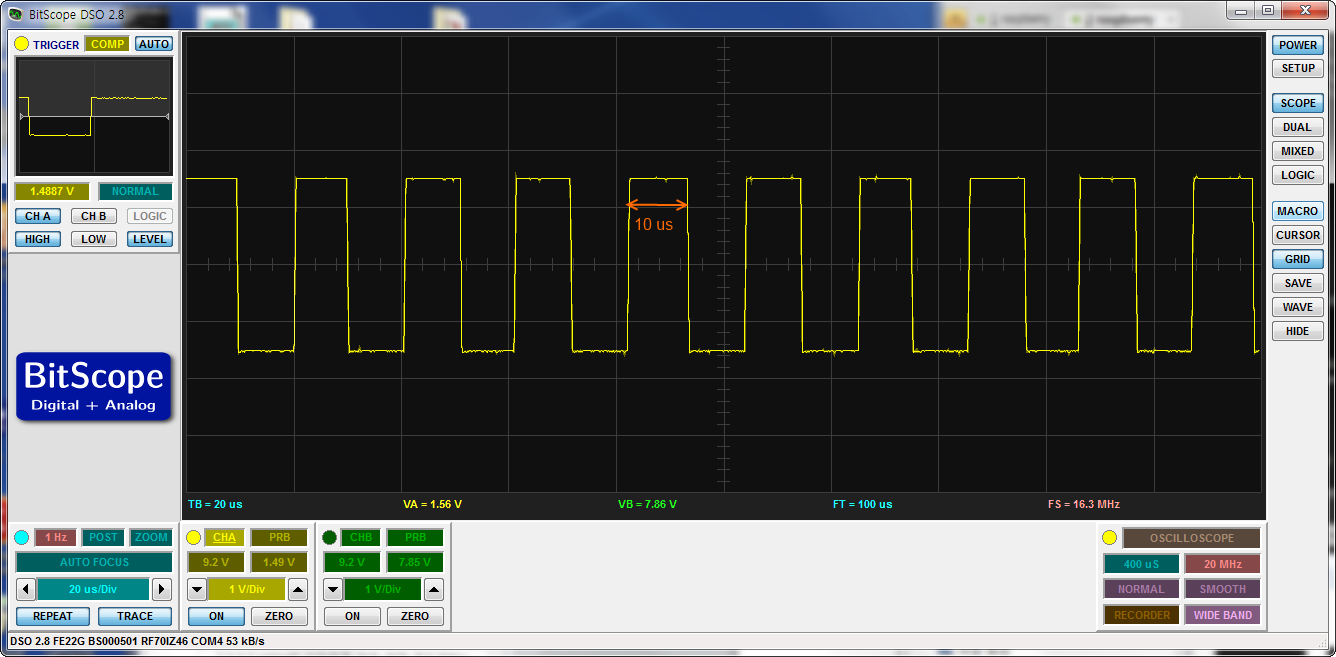 BitScope DSO 2.8
TRIGGER COMP AUTO
1.4887 V NORMAL
CH A CH B LOGIC
HIGH LOW LEVEL
BitScope
Digital + Analog
10 us
TB = 20 us VA = 1.56 V VB = 7.86 V FT = 100 us FS = 16.3 MHz
POWER
SETUP
SCOPE
DUAL
MIXED
LOGIC
MACRO
CURSOR
GRID
SAVE
WAVE
HIDE
1 Hz POST ZOOM
AUTO FOCUS
20 us/Div
REPEAT TRACE
CHA PRB
9.2 V 1.49 V
1 V/Div
ON ZERO
CHB PRB
9.2 V 7.85 V
1 V/Div
ON ZERO
OSCILLOSCOPE
400 uS 20 MHz
NORMAL SMOOTH
RECORDER WIDE BAND
DSO 2.8 FE22G BS000501 RF70IZ46 COM4 53 kB/s